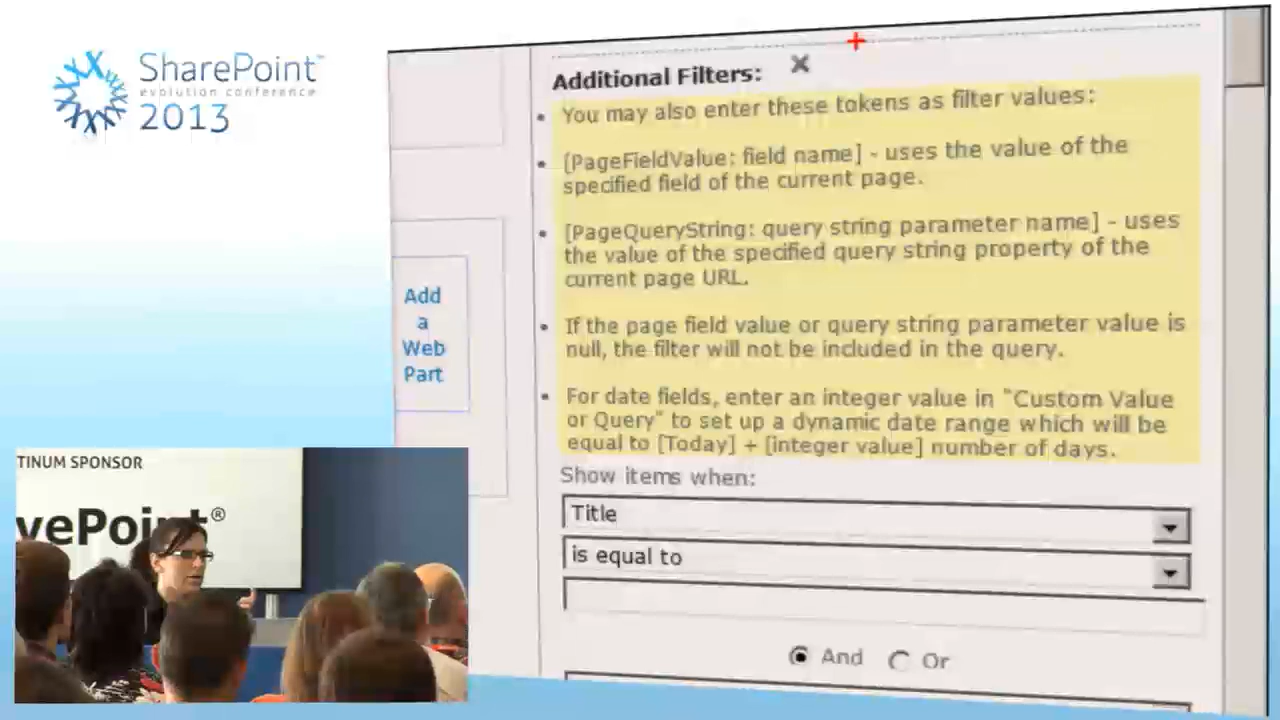 SharePoint™
evolution conference
2013
Additional Filters:
• You may also enter these tokens as filter values:
• [PageFieldValue: field name] - uses the value of the
specified field of the current page.
• [PageQueryString: query string parameter name] - uses
the value of the specified query string property of the
current page URL.
• If the page field value or query string parameter value is
null, the filter will not be included in the query.
• For date fields, enter an integer value in "Custom Value
or Query" to set up a dynamic date range which will be
equal to [Today] + [integer value] number of days.
Show items when:
Title
is equal to
And Or
Add
a
Web
Part
TINUM SPONSOR
vePoint®